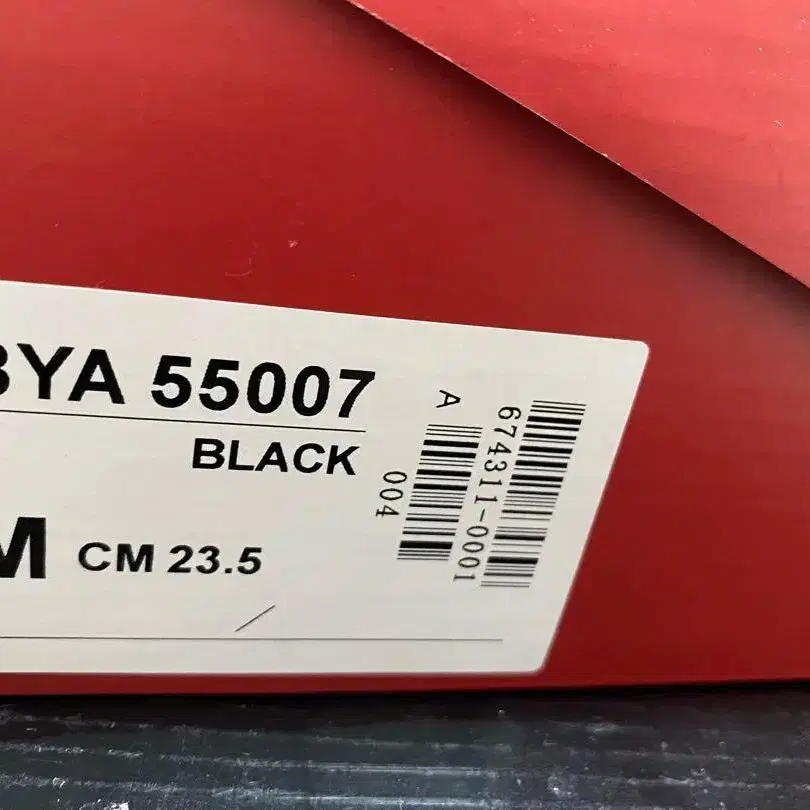 BYA 55007
BLACK
M CM 23.5
A
004
674311-0001